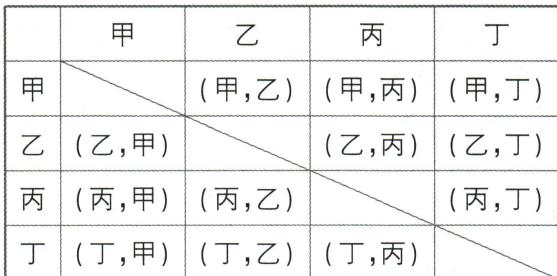 甲 乙 丙 丁
甲 (甲,乙) (甲,丙) (甲,丁)
乙 (乙,甲) (乙,丙) (乙,丁)
丙 (丙,甲) (丙,乙) (丙,丁)
丁 (丁,甲) (丁,乙) (丁,丙)